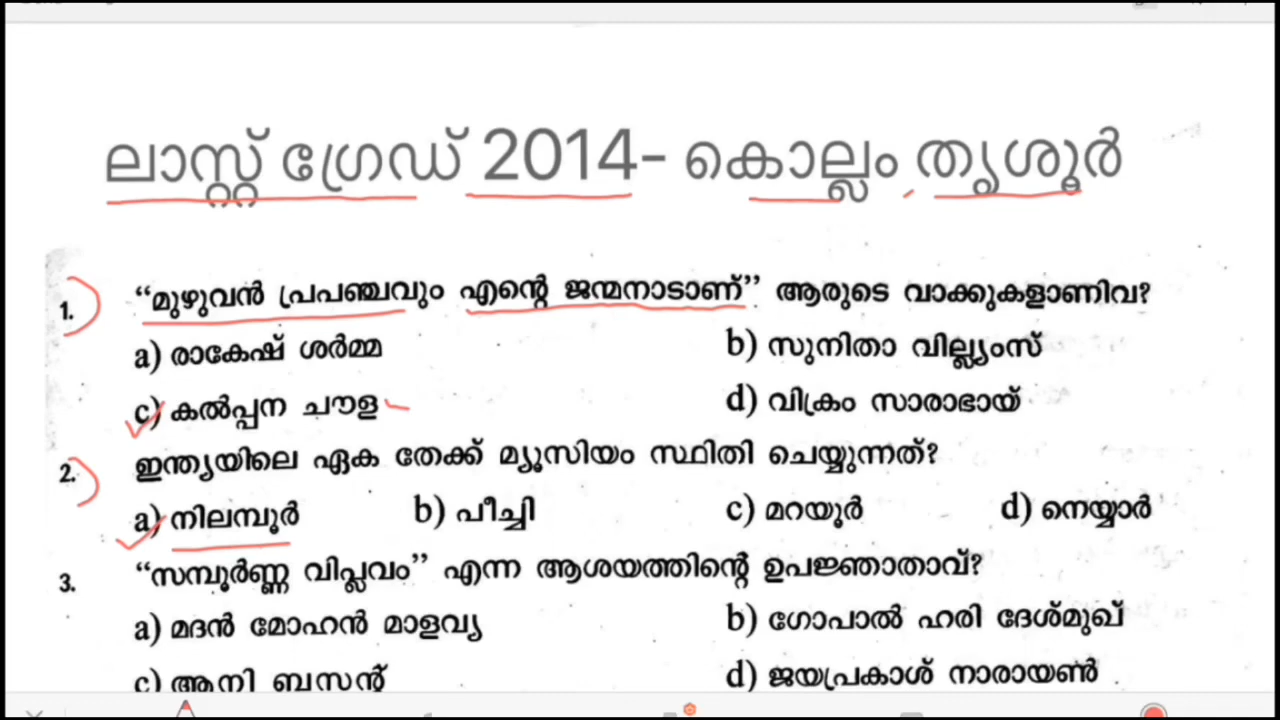 ലാസ്റ്റ് ഗ്രേഡ് 2014- കൊല്ലം തൃശൂർ
1. “മുഴുവൻ പ്രപഞ്ചവും എന്റെ ജന്മനാടാണ്” ആരുടെ വാക്കുകളാണിവ?
a) രാകേഷ് ശർമ്മ b) സുനിതാ വില്ല്യംസ്
c) കൽപ്പന ചൗള d) വിക്രം സാരാഭായ്
2. ഇന്ത്യയിലെ ഏക തേക്ക് മ്യൂസിയം സ്ഥിതി ചെയ്യുന്നത്?
a) നിലമ്പൂർ b) പീച്ചി c) മറയൂർ d) നെയ്യാർ
3. “സമ്പൂർണ്ണ വിപ്ലവം” എന്ന ആശയത്തിന്റെ ഉപജ്ഞാതാവ്?
a) മദൻ മോഹൻ മാളവ്യ b) ഗോപാൽ ഹരി ദേശ്മുഖ്
c) ആനി ബസന്റ് d) ജയപ്രകാശ് നാരായൺ